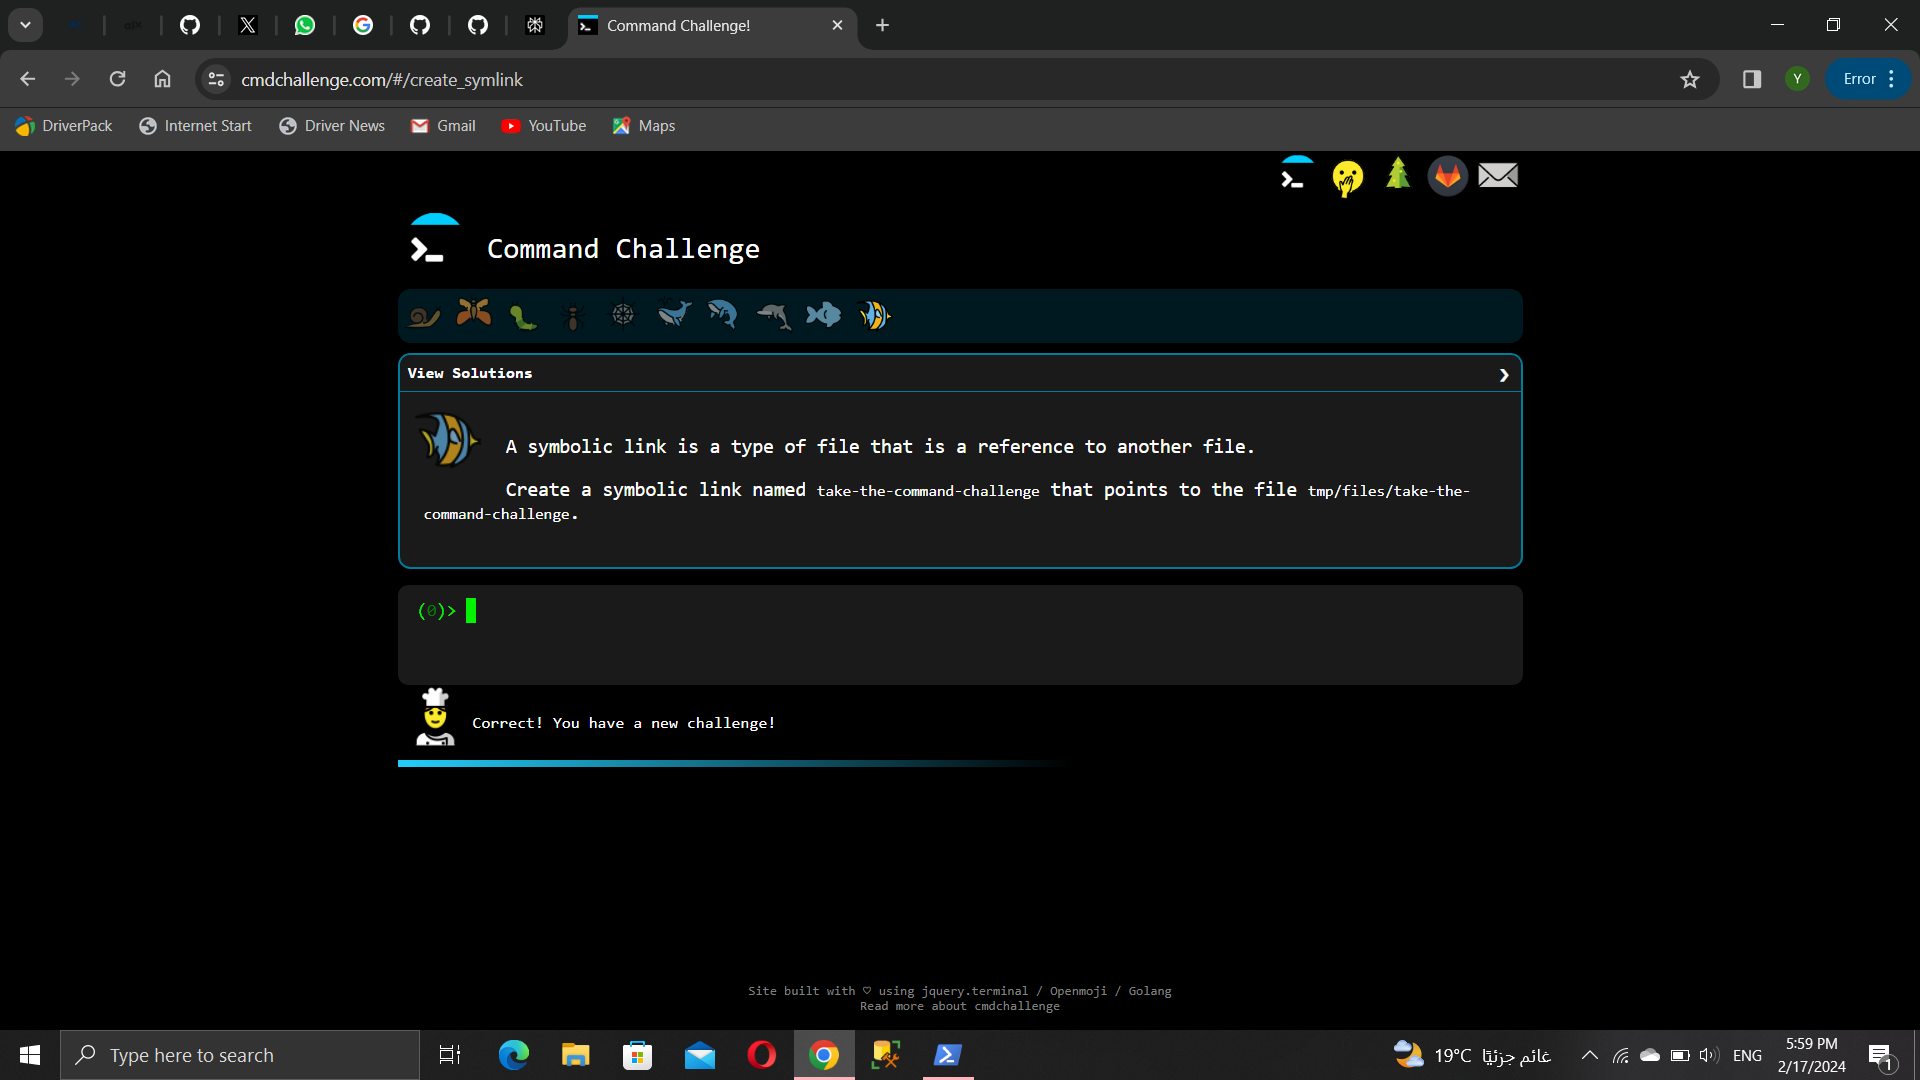 Command Challenge!
cmdchallenge.com/#/create_symlink
Y
Error
DriverPack
Internet Start
Driver News
Gmail
YouTube
Maps
Command Challenge
View Solutions
A symbolic link is a type of file that is a reference to another file.
Create a symbolic link named take-the-command-challenge that points to the file tmp/files/take-the-
command-challenge.
(0)>
Correct! You have a new challenge!
Site built with ♡ using jquery.terminal / Openmoji / Golang
Read more about cmdchallenge
Type here to search
19°C غائم جزئيًا
ENG
5:59 PM
2/17/2024
1